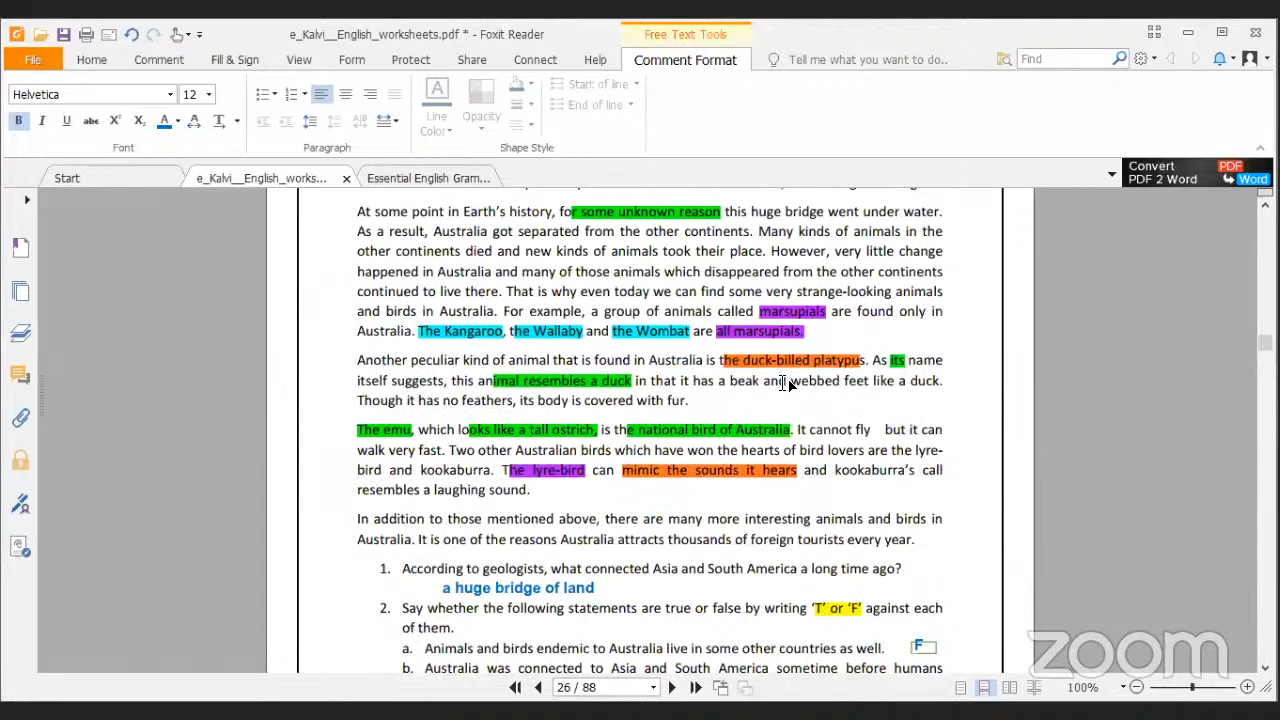 e_Kalvi__English_worksheets.pdf * - Foxit Reader
Free Text Tools
File Home Comment Fill & Sign View Form Protect Share Connect Help Comment Format Tell me what you want to do.. Find
Helvetica 12
Line Color Opacity
Start of line
End of line
Font Paragraph Shape Style
Start e_Kalvi__English_works... Essential English Gram...
Convert PDF
PDF 2 Word Word
At some point in Earth's history, for some unknown reason this huge bridge went under water.
As a result, Australia got separated from the other continents. Many kinds of animals in the
other continents died and new kinds of animals took their place. However, very little change
happened in Australia and many of those animals which disappeared from the other continents
continued to live there. That is why even today we can find some very strange-looking animals
and birds in Australia. For example, a group of animals called marsupials are found only in
Australia. The Kangaroo, the Wallaby and the Wombat are all marsupials.
Another peculiar kind of animal that is found in Australia is the duck-billed platypus. As its name
itself suggests, this animal resembles a duck in that it has a beak and webbed feet like a duck.
Though it has no feathers, its body is covered with fur.
The emu, which looks like a tall ostrich, is the national bird of Australia. It cannot fly but it can
walk very fast. Two other Australian birds which have won the hearts of bird lovers are the lyre-
bird and kookaburra. The lyre-bird can mimic the sounds it hears and kookaburra's call
resembles a laughing sound.
In addition to those mentioned above, there are many more interesting animals and birds in
Australia. It is one of the reasons Australia attracts thousands of foreign tourists every year.
1. According to geologists, what connected Asia and South America a long time ago?
a huge bridge of land
2. Say whether the following statements are true or false by writing 'T' or 'F' against each
of them.
a. Animals and birds endemic to Australia live in some other countries as well. F
b. Australia was connected to Asia and South America sometime before humans
26 / 88
100%
zoom